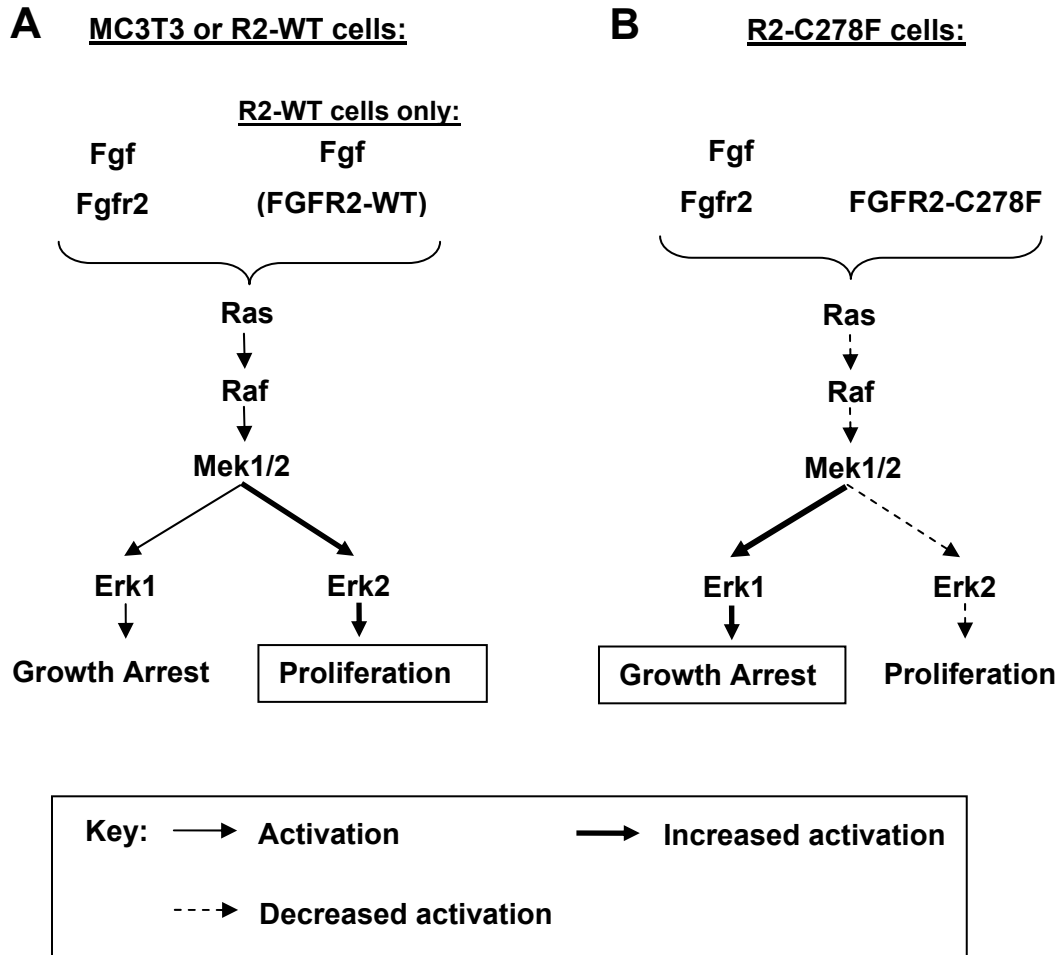 A MC3T3 or R2-WT cells:
R2-WT cells only:
Fgf Fgf
Fgfr2 (FGFR2-WT)
Ras
Raf
Mek1/2
Erk1 Erk2
Growth Arrest Proliferation
B R2-C278F cells:
Fgf
Fgfr2 FGFR2-C278F
Ras
Raf
Mek1/2
Erk1 Erk2
Growth Arrest Proliferation
Key: Activation Increased activation
Decreased activation